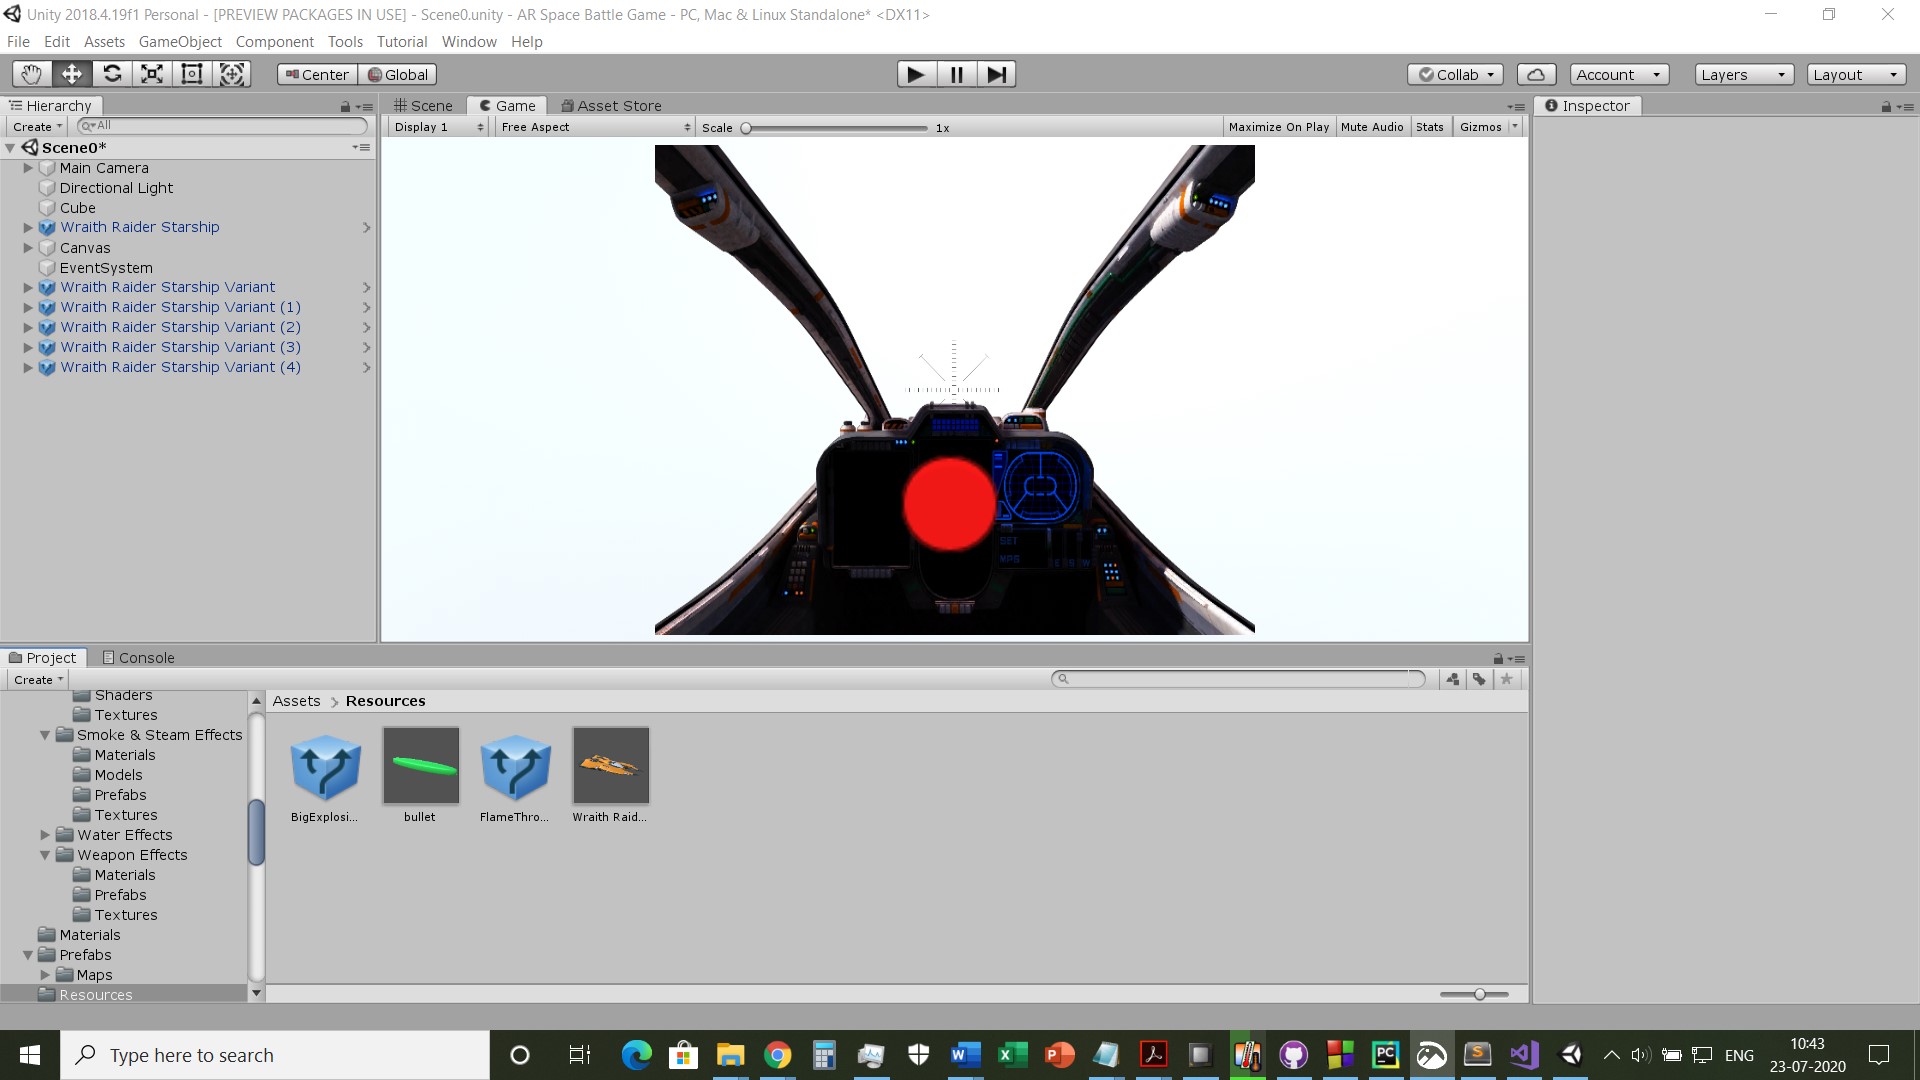 Unity 2018.4.19f1 Personal - [PREVIEW PACKAGES IN USE] - Scene0.unity - AR Space Battle Game - PC, Mac & Linux Standalone* <DX11>
File Edit Assets GameObject Component Tools Tutorial Window Help
Center Global Collab Account Layers Layout
Hierarchy
Create All
Scene0*
Main Camera
Directional Light
Cube
Wraith Raider Starship
Canvas
EventSystem
Wraith Raider Starship Variant
Wraith Raider Starship Variant (1)
Wraith Raider Starship Variant (2)
Wraith Raider Starship Variant (3)
Wraith Raider Starship Variant (4)
Scene Game Asset Store
Display 1 Free Aspect Scale 1x Maximize On Play Mute Audio Stats Gizmos
SET
MPS
E S W
Inspector
Project Console
Create
Shaders
Textures
Smoke & Steam Effects
Materials
Models
Prefabs
Textures
Water Effects
Weapon Effects
Materials
Prefabs
Textures
Materials
Prefabs
Maps
Resources
Assets > Resources
BigExplosi... bullet FlameThro... Wraith Raid...
Type here to search
ENG
10:43
23-07-2020